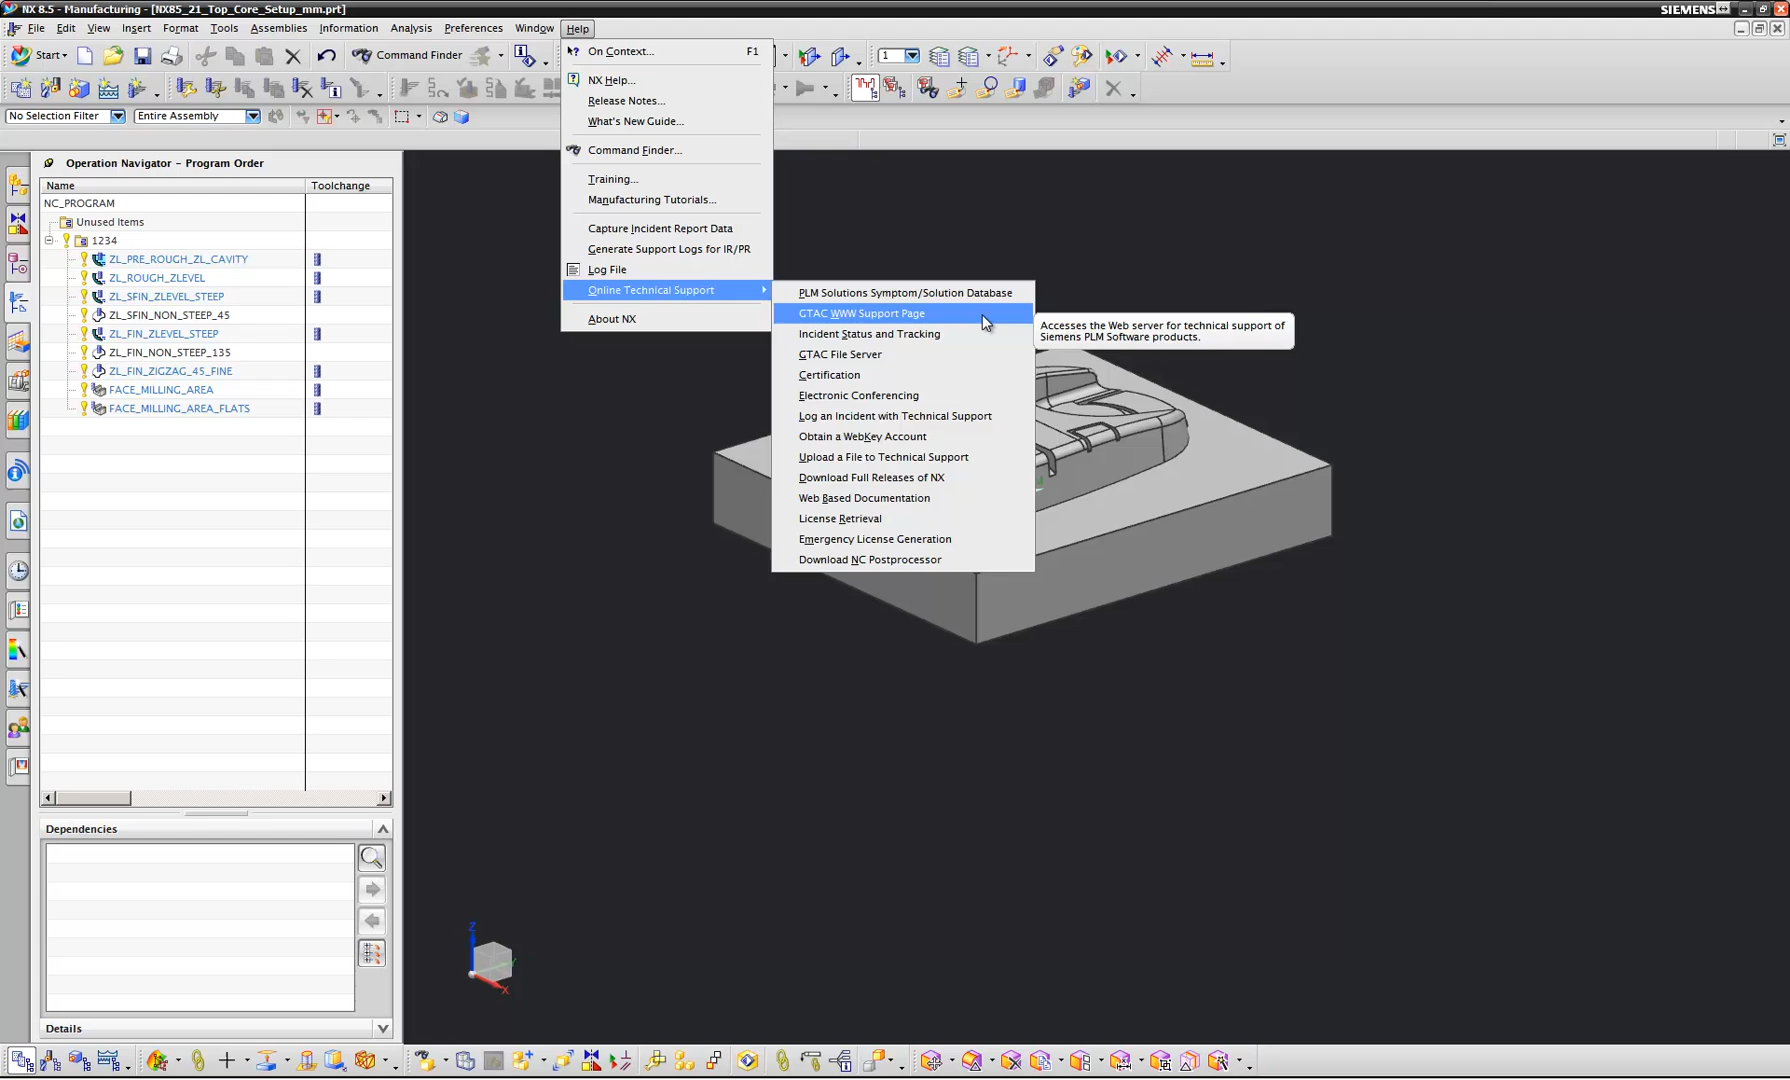 NX 8.5 - Manufacturing - [NX85_21_Top_Core_Setup_mm.prt]
SIEMENS
File Edit View Insert Format Tools Assemblies Information Analysis Preferences Window Help
Start Command Finder 1
No Selection Filter Entire Assembly
Operation Navigator - Program Order
Name Toolchange
NC_PROGRAM
Unused Items
1234
ZL_PRE_ROUGH_ZL_CAVITY
ZL_ROUGH_ZLEVEL
ZL_SFIN_ZLEVEL_STEEP
ZL_SFIN_NON_STEEP_45
ZL_FIN_ZLEVEL_STEEP
ZL_FIN_NON_STEEP_135
ZL_FIN_ZIGZAG_45_FINE
FACE_MILLING_AREA
FACE_MILLING_AREA_FLATS
Dependencies
Details
On Context... F1
NX Help...
Release Notes...
What's New Guide...
Command Finder...
Training...
Manufacturing Tutorials...
Capture Incident Report Data
Generate Support Logs for IR/PR
Log File
Online Technical Support
About NX
PLM Solutions Symptom/Solution Database
GTAC WWW Support Page
Incident Status and Tracking
GTAC File Server
Certification
Electronic Conferencing
Log an Incident with Technical Support
Obtain a WebKey Account
Upload a File to Technical Support
Download Full Releases of NX
Web Based Documentation
License Retrieval
Emergency License Generation
Download NC Postprocessor
Accesses the Web server for technical support of
Siemens PLM Software products.
Z
Y
X